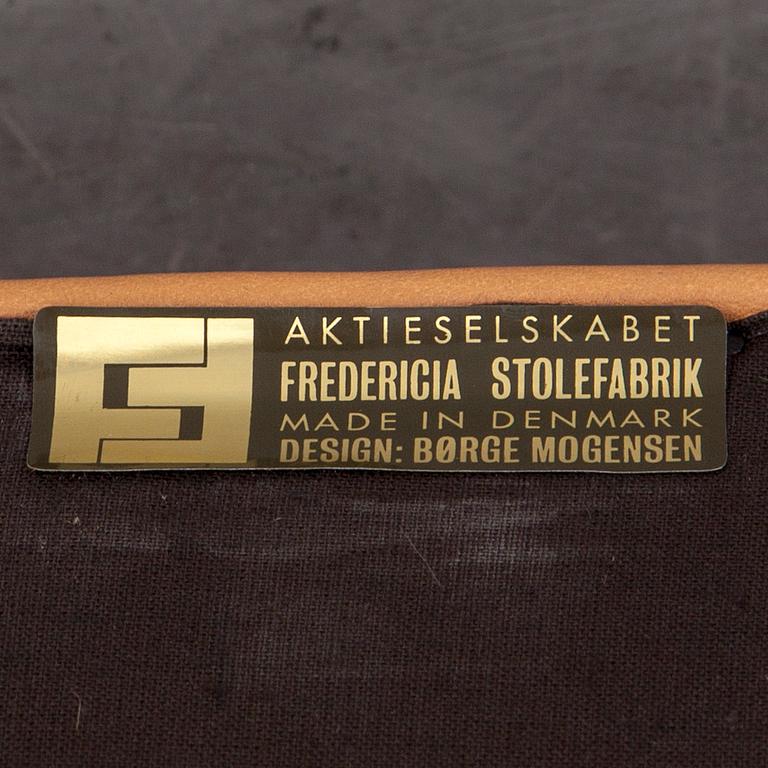 AKTIESELSKABET
FREDERICIA STOLEFABRIK
MADE IN DENMARK
DESIGN: BØRGE MOGENSEN